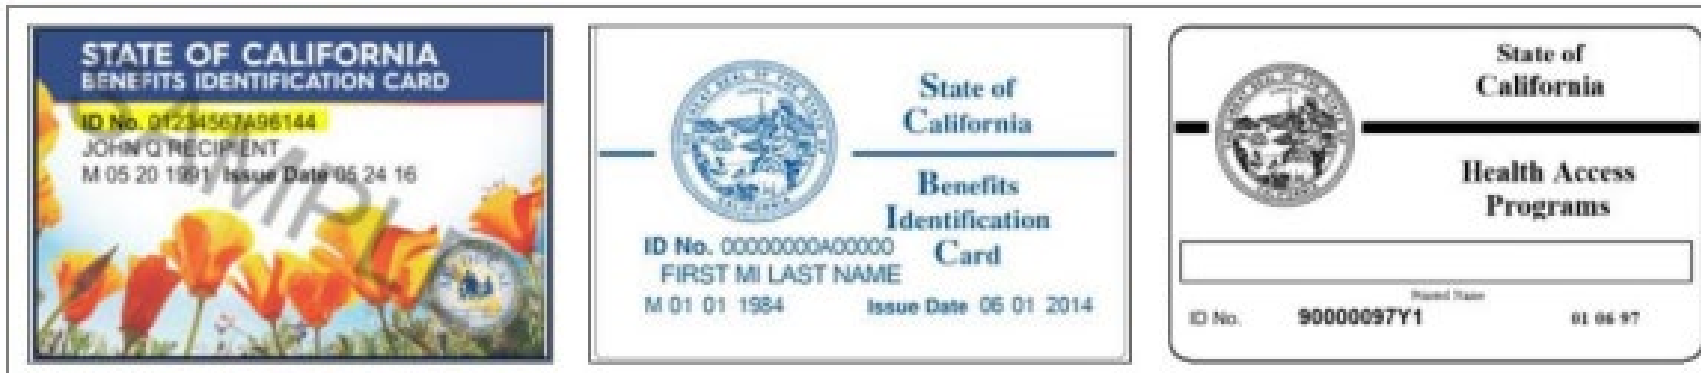 STATE OF CALIFORNIA
BENEFITS IDENTIFICATION CARD
ID No. 01234567A96144
JOHN Q RECIPIENT
M 05 20 1991 Issue Date 05 24 16
SAMPLE
State of
California
Benefits
Identification
Card
ID No. 00000000A00000
FIRST MI LAST NAME
M 01 01 1984 Issue Date 06 01 2014
State of
California
Health Access
Programs
ID No. 90000097Y1 01 06 97